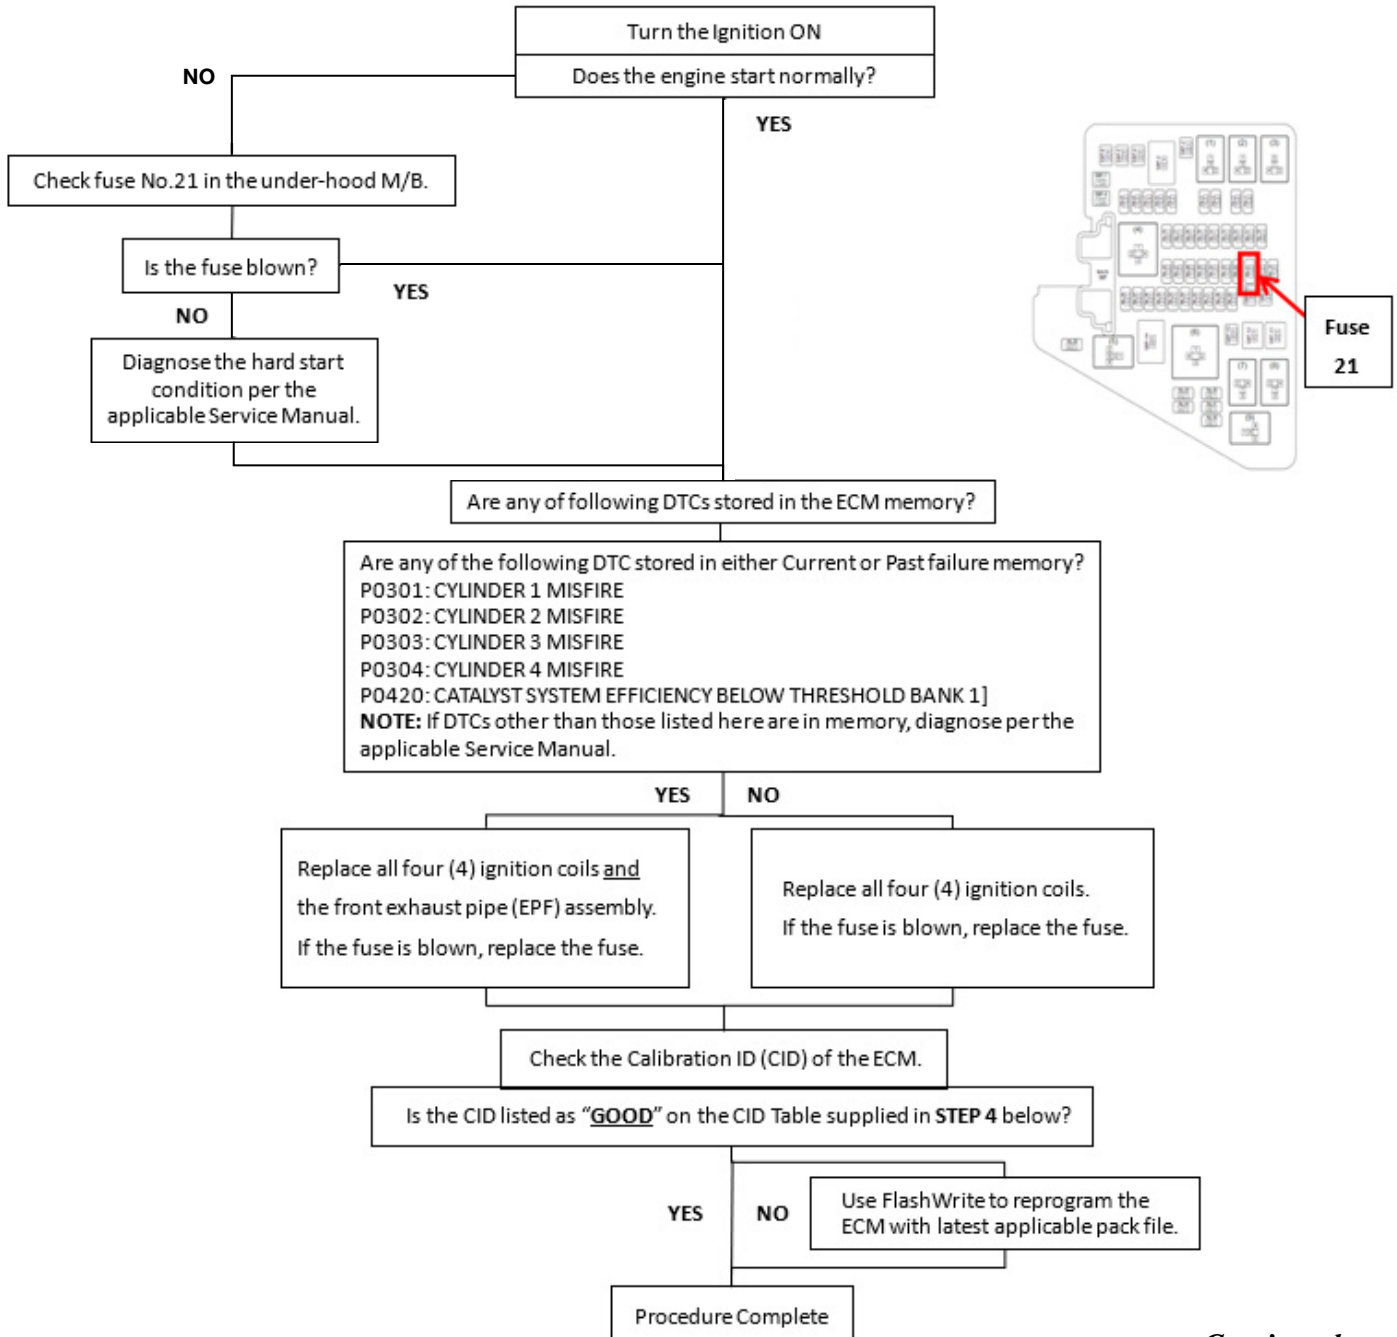 Turn the Ignition ON
Does the engine start normally?
NO
YES
Check fuse No.21 in the under-hood M/B.
Is the fuse blown?
YES
NO
Diagnose the hard start
condition per the
applicable Service Manual.
Fuse
21
Are any of following DTCs stored in the ECM memory?
Are any of the following DTC stored in either Current or Past failure memory?
P0301: CYLINDER 1 MISFIRE
P0302: CYLINDER 2 MISFIRE
P0303: CYLINDER 3 MISFIRE
P0304: CYLINDER 4 MISFIRE
P0420: CATALYST SYSTEM EFFICIENCY BELOW THRESHOLD BANK 1]
NOTE: If DTCs other than those listed here are in memory, diagnose per the
applicable Service Manual.
YES
NO
Replace all four (4) ignition coils and
the front exhaust pipe (EPF) assembly.
If the fuse is blown, replace the fuse.
Replace all four (4) ignition coils.
If the fuse is blown, replace the fuse.
Check the Calibration ID (CID) of the ECM.
Is the CID listed as “GOOD” on the CID Table supplied in STEP 4 below?
YES
NO
Use FlashWrite to reprogram the
ECM with latest applicable pack file.
Procedure Complete